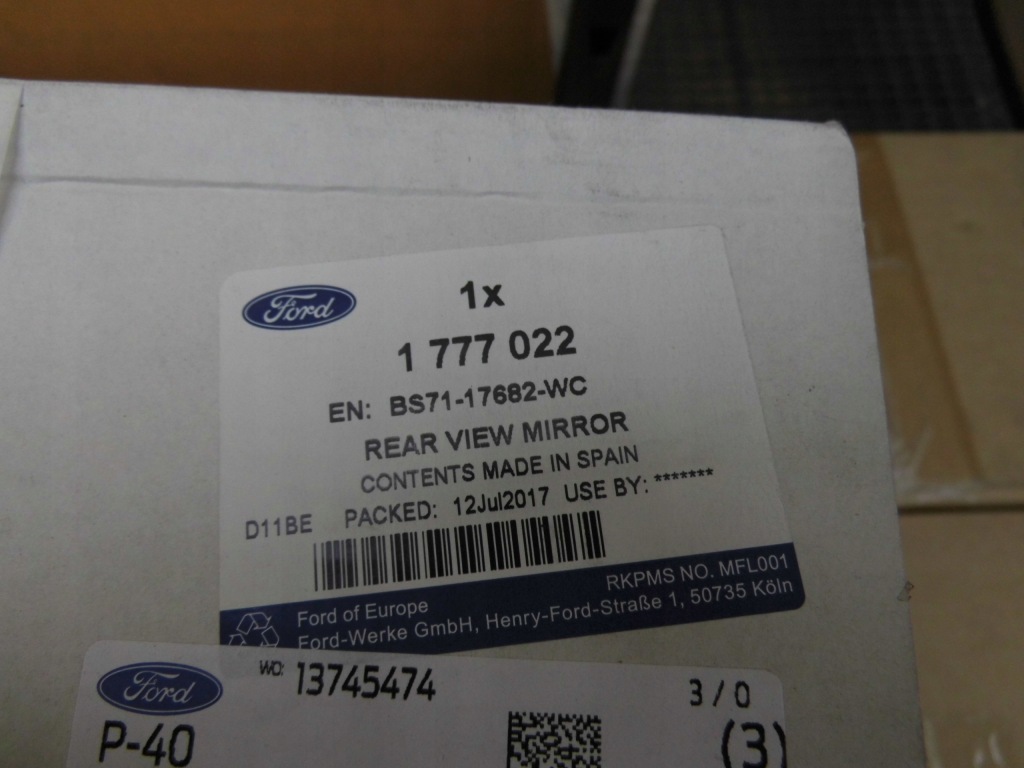 Ford
1x
1 777 022
EN: BS71-17682-WC
REAR VIEW MIRROR
CONTENTS MADE IN SPAIN
D11BE PACKED: 12Jul2017 USE BY: *******
RKPMS NO. MFL001
Ford of Europe
Ford-Werke GmbH, Henry-Ford-Straße 1, 50735 Köln
Ford
WO: 13745474
3 / 0
P-40
(3)